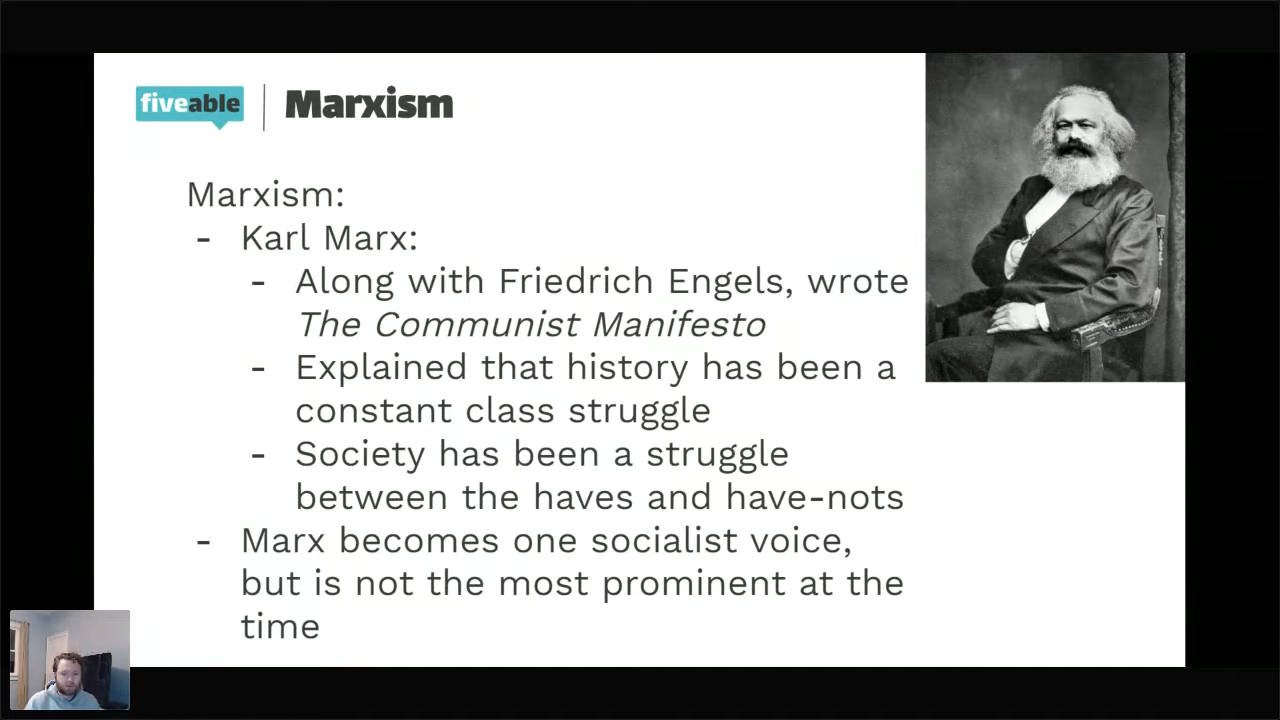 fiveable | Marxism
Marxism:
- Karl Marx:
- Along with Friedrich Engels, wrote
The Communist Manifesto
- Explained that history has been a
constant class struggle
- Society has been a struggle
between the haves and have-nots
- Marx becomes one socialist voice,
but is not the most prominent at the
time